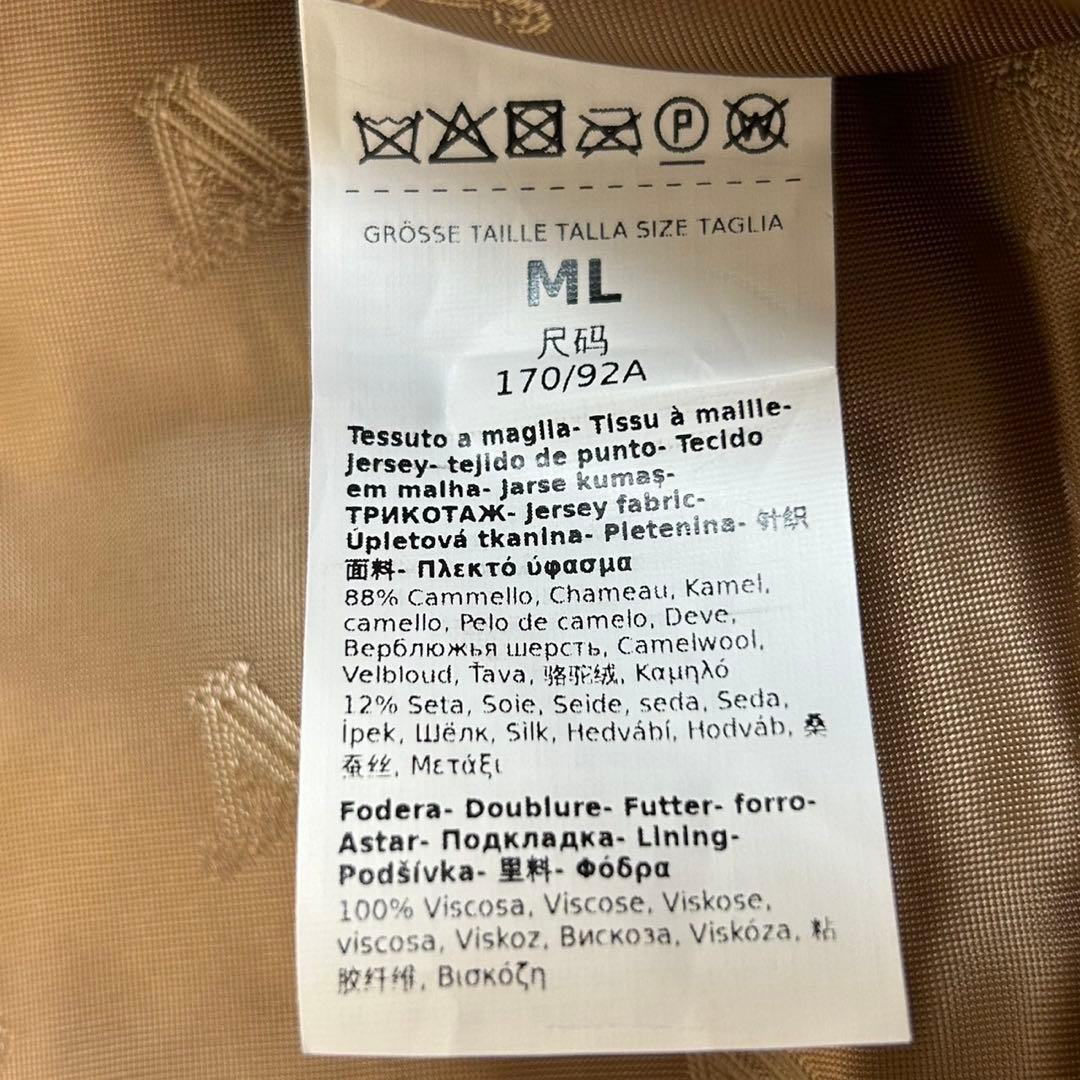 GRÖSSE TAILLE TALLA SIZE TAGLIA
ML
尺码
170/92A
Tessuto a maglia- Tissu à maille-
Jersey- tejido de punto- Tecido
em malha- Jarse kumaş-
ТРИКОТАЖ- Jersey fabric-
Úpletová tkanina- Pletenina- 针织
面料- Πλεκτό ύφασμα
88% Cammello, Chameau, Kamel,
camello, Pelo de camelo, Deve,
Верблюжья шерсть, Camelwool,
Velbloud, Ťava, 骆驼绒, Καμηλό
12% Seta, Soie, Seide, seda, Seda,
İpek, Шёлк, Silk, Hedvábí, Hodváb, 桑
蚕丝, Μετάξι
Fodera- Doublure- Futter- forro-
Astar- Подкладка- Lining-
Podšívka- 里料- Φόδρα
100% Viscosa, Viscose, Viskose,
viscosa, Viskoz, Вискоза, Viskóza, 粘
胶纤维, Βισκόζη